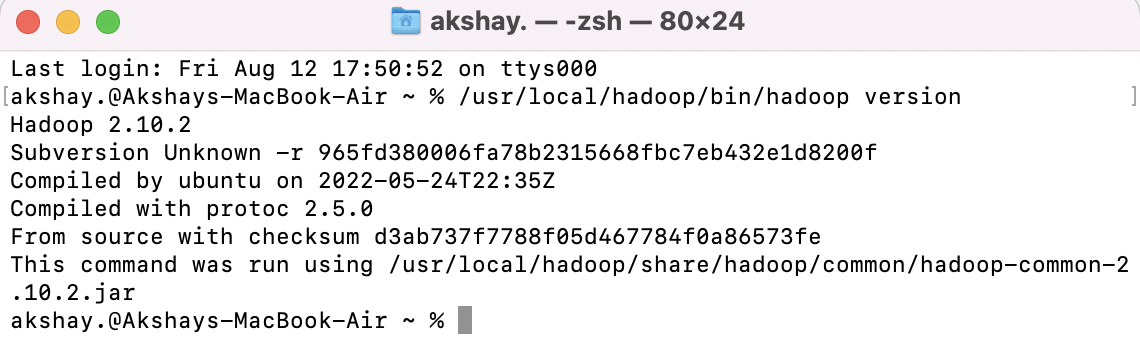 akshay. — -zsh — 80×24
Last login: Fri Aug 12 17:50:52 on ttys000
[akshay.@Akshays-MacBook-Air ~ % /usr/local/hadoop/bin/hadoop version ]
Hadoop 2.10.2
Subversion Unknown -r 965fd380006fa78b2315668fbc7eb432e1d8200f
Compiled by ubuntu on 2022-05-24T22:35Z
Compiled with protoc 2.5.0
From source with checksum d3ab737f7788f05d467784f0a86573fe
This command was run using /usr/local/hadoop/share/hadoop/common/hadoop-common-2
.10.2.jar
akshay.@Akshays-MacBook-Air ~ %